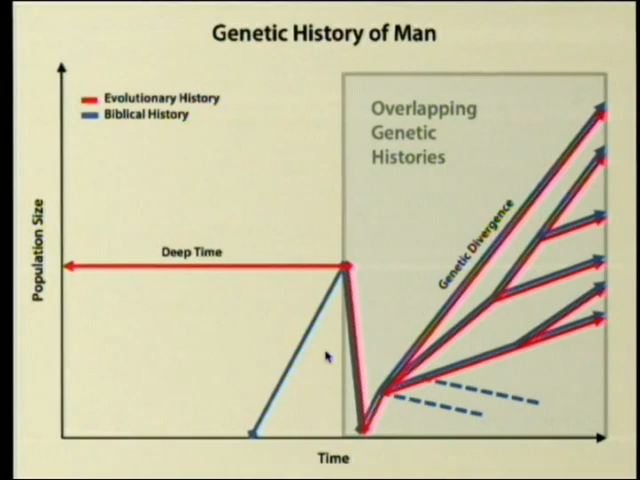 Genetic History of Man
Evolutionary History
Biblical History
Overlapping
Genetic
Histories
Genetic Divergence
Deep Time
Population Size
Time